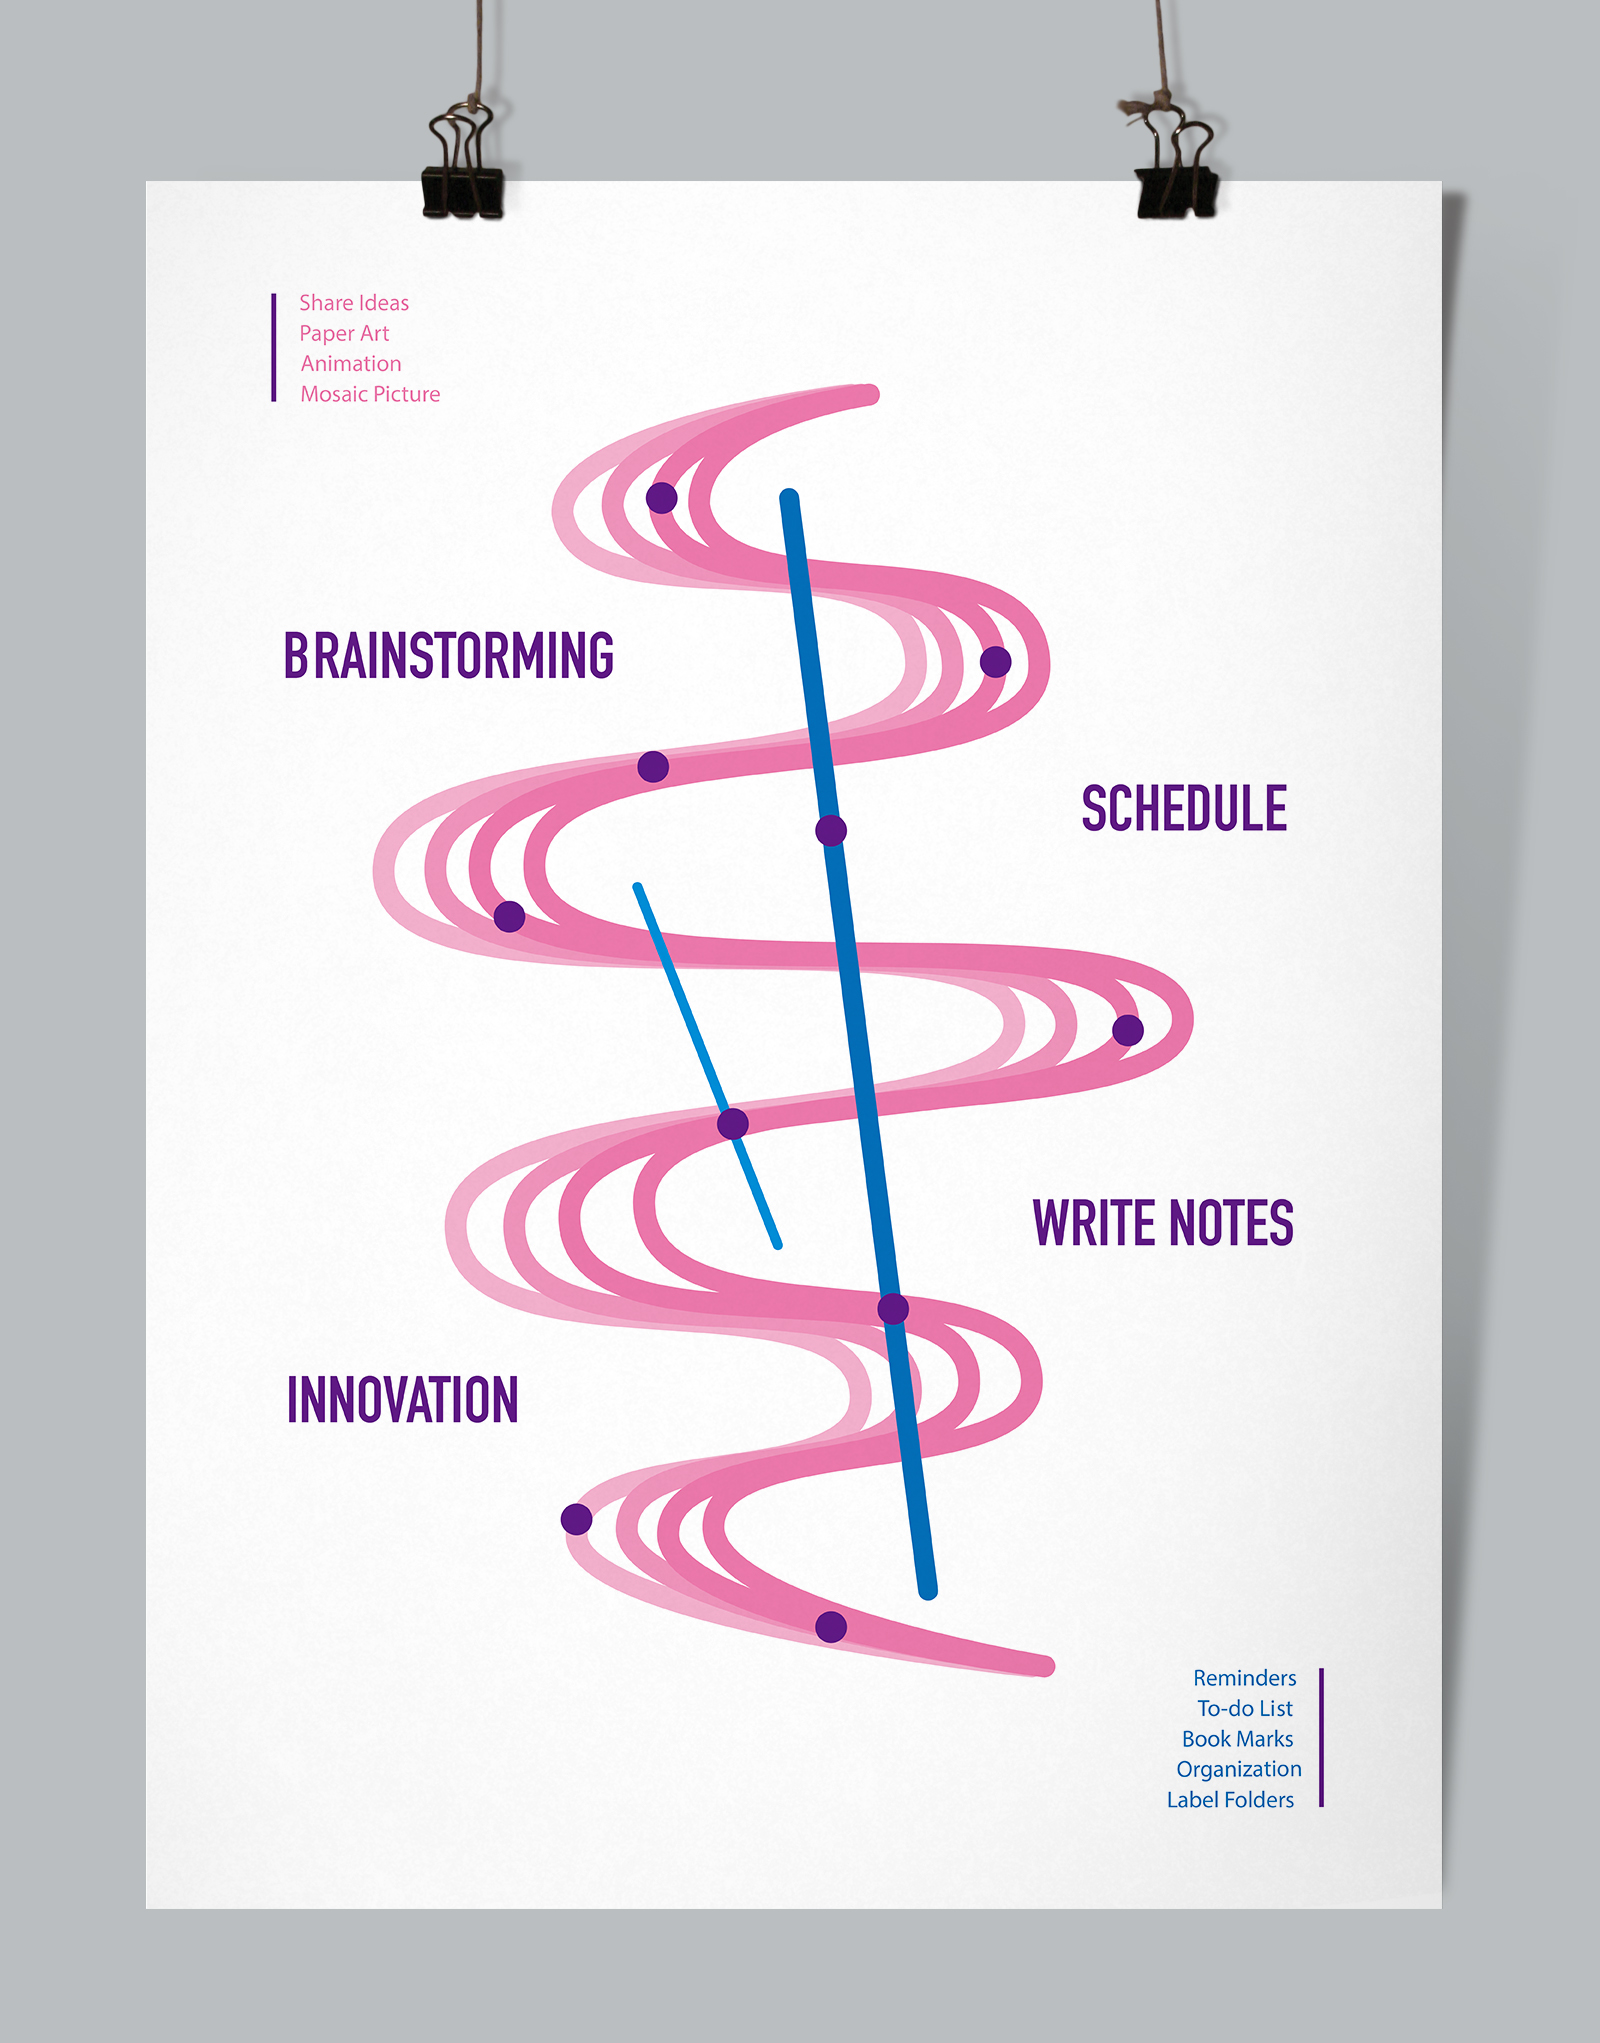 Share Ideas
Paper Art
Animation
Mosaic Picture
BRAINSTORMING
SCHEDULE
WRITE NOTES
INNOVATION
Reminders
To-do List
Book Marks
Organization
Label Folders